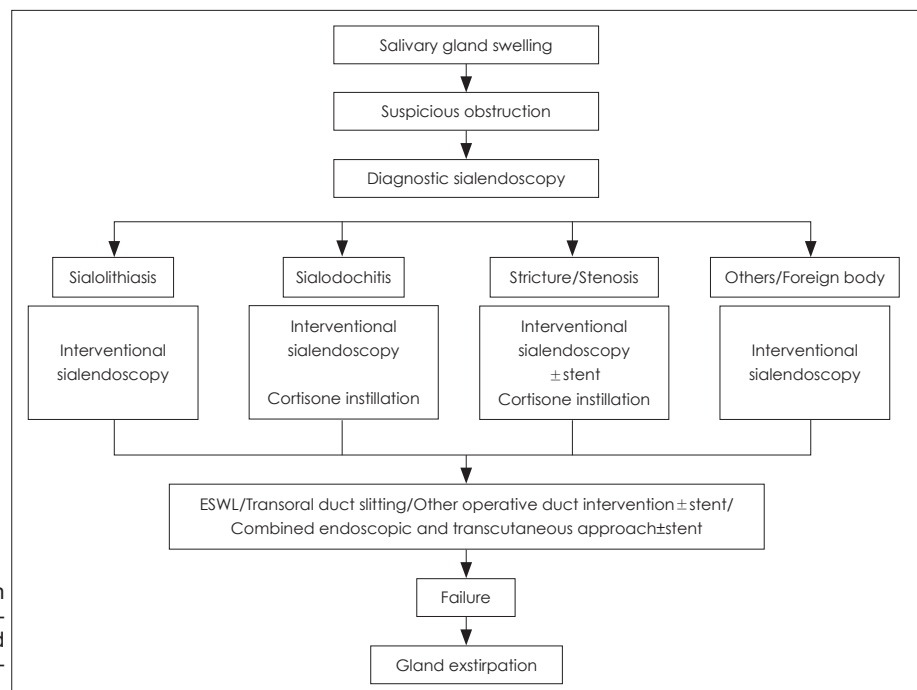 Salivary gland swelling
Suspicious obstruction
Diagnostic sialendoscopy
Sialolithiasis
Sialodochitis
Stricture/Stenosis
Others/Foreign body
Interventional
sialendoscopy
Interventional
sialendoscopy
Cortisone instillation
Interventional
sialendoscopy
±stent
Cortisone instillation
Interventional
sialendoscopy
ESWL/Transoral duct slitting/Other operative duct intervention±stent/
Combined endoscopic and transcutaneous approach±stent
Failure
Gland exstirpation